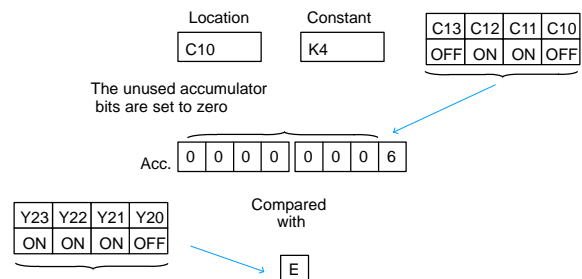 Location Constant
C10 K4
C13 C12 C11 C10
OFF ON ON OFF
The unused accumulator
bits are set to zero
Acc. 0 0 0 0 0 0 0 6
Compared
with
Y23 Y22 Y21 Y20
ON ON ON OFF
E